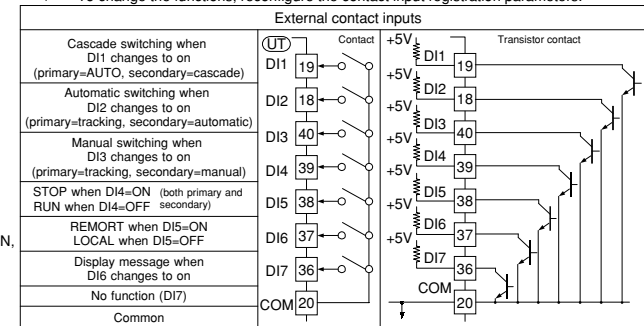 * To change the functions, reconfigure the contact input registration parameters.
External contact inputs
Cascade switching when
DI1 changes to on
(primary=AUTO, secondary=cascade)
Automatic switching when
DI2 changes to on
(primary=tracking, secondary=automatic)
Manual switching when
DI3 changes to on
(primary=tracking, secondary=manual)
STOP when DI4=ON (both primary and
RUN when DI4=OFF secondary)
REMORT when DI5=ON
LOCAL when DI5=OFF
N,
Display message when
DI6 changes to on
No function (DI7)
Common
UT Contact
DI1 19
DI2 18
DI3 40
DI4 39
DI5 38
DI6 37
DI7 36
COM 20
Transistor contact
+5V DI1 19
+5V DI2 18
+5V DI3 40
+5V DI4 39
+5V DI5 38
+5V DI6 37
+5V DI7 36
COM 20